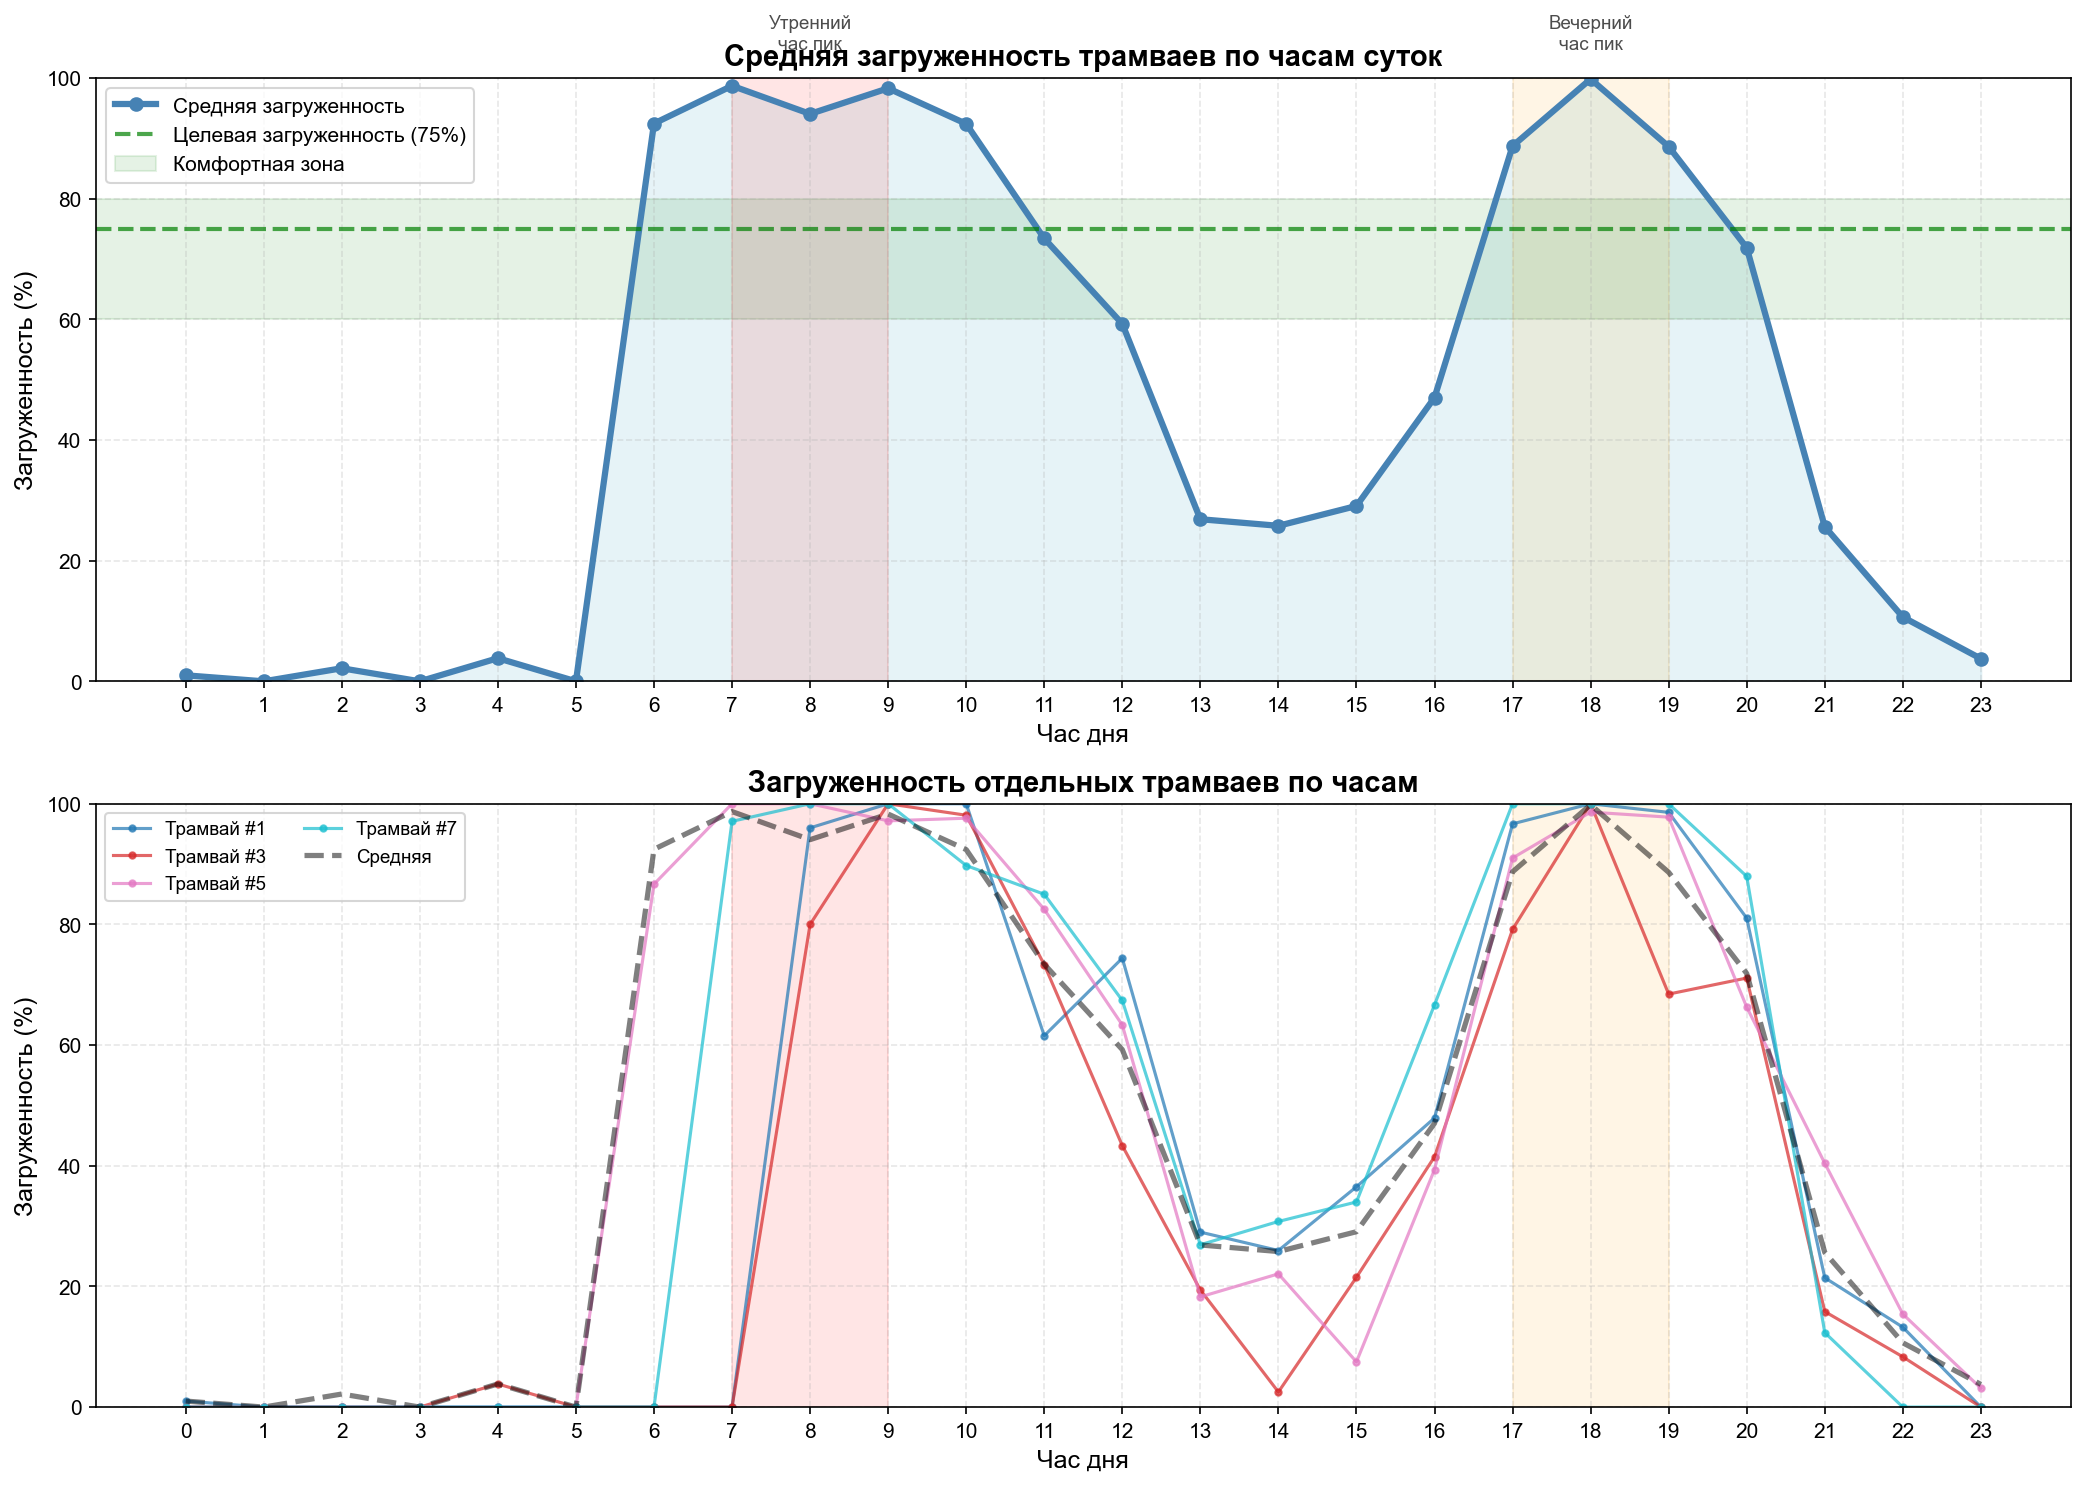 Утренний
час пик
Вечерний
час пик
Средняя загруженность трамваев по часам суток
Средняя загруженность
Целевая загруженность (75%)
Комфортная зона
Загруженность (%)
100
80
60
40
20
0
0 1 2 3 4 5 6 7 8 9 10 11 12 13 14 15 16 17 18 19 20 21 22 23
Час дня
Загруженность отдельных трамваев по часам
Трамвай #1
Трамвай #3
Трамвай #5
Трамвай #7
Средняя
Загруженность (%)
100
80
60
40
20
0
0 1 2 3 4 5 6 7 8 9 10 11 12 13 14 15 16 17 18 19 20 21 22 23
Час дня